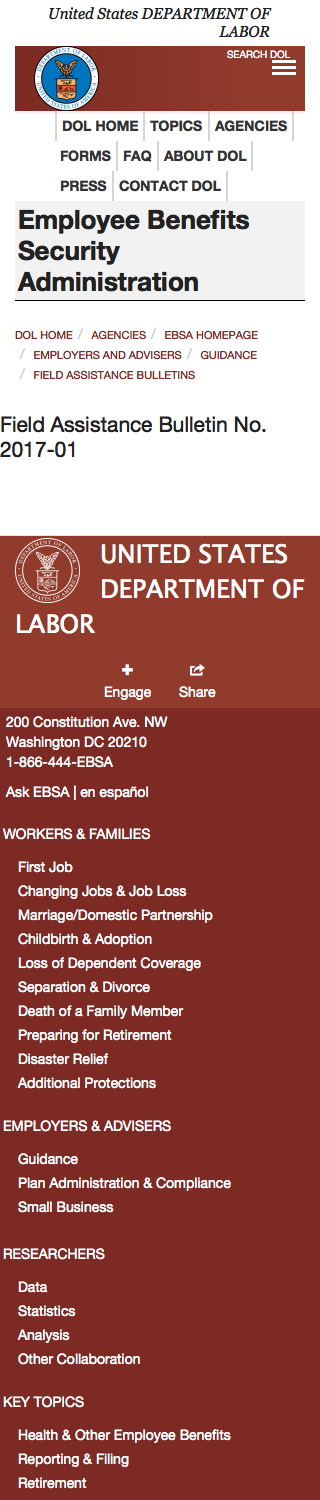 United States DEPARTMENT OF
LABOR
SEARCH DOL
DOL HOME TOPICS AGENCIES
FORMS FAQ ABOUT DOL
PRESS CONTACT DOL
Employee Benefits
Security
Administration
DOL HOME / AGENCIES / EBSA HOMEPAGE
/ EMPLOYERS AND ADVISERS / GUIDANCE
/ FIELD ASSISTANCE BULLETINS
Field Assistance Bulletin No.
2017-01
UNITED STATES
DEPARTMENT OF
LABOR
Engage Share
200 Constitution Ave. NW
Washington DC 20210
1-866-444-EBSA
Ask EBSA | en español
WORKERS & FAMILIES
First Job
Changing Jobs & Job Loss
Marriage/Domestic Partnership
Childbirth & Adoption
Loss of Dependent Coverage
Separation & Divorce
Death of a Family Member
Preparing for Retirement
Disaster Relief
Additional Protections
EMPLOYERS & ADVISERS
Guidance
Plan Administration & Compliance
Small Business
RESEARCHERS
Data
Statistics
Analysis
Other Collaboration
KEY TOPICS
Health & Other Employee Benefits
Reporting & Filing
Retirement